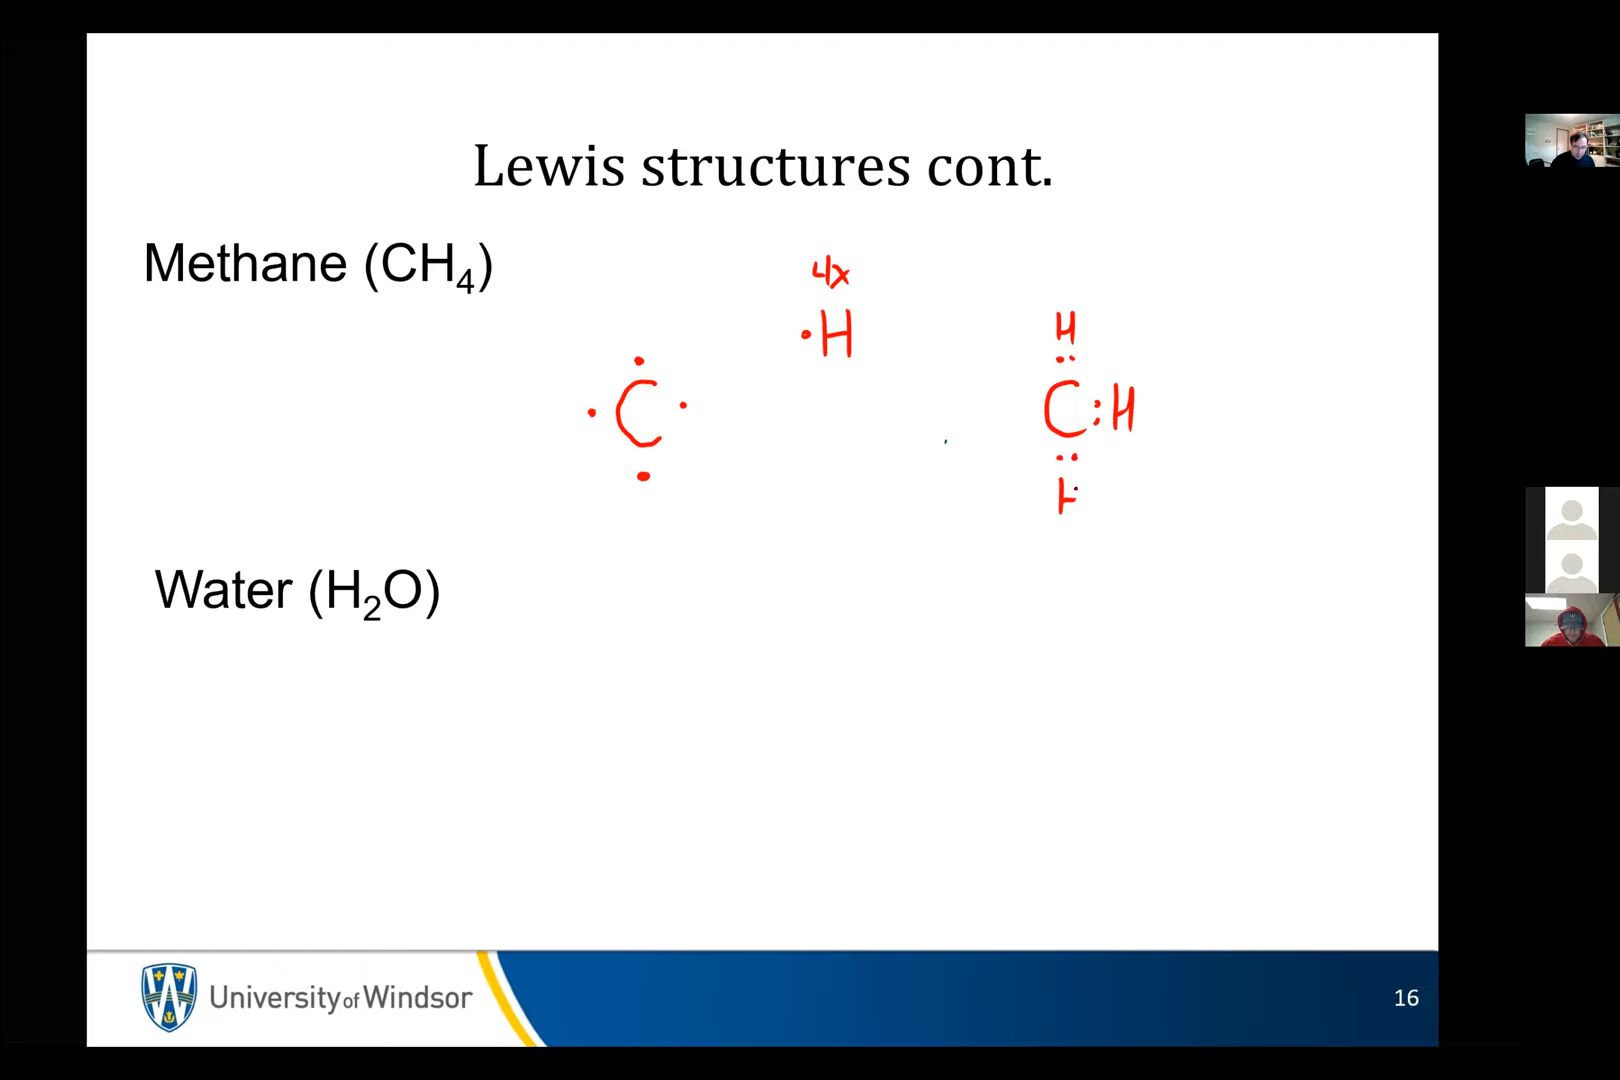 Lewis structures cont.
Methane (CH₄)
4x
·H
H
··
·C·
C:H
··
H
Water (H₂O)
University of Windsor
16